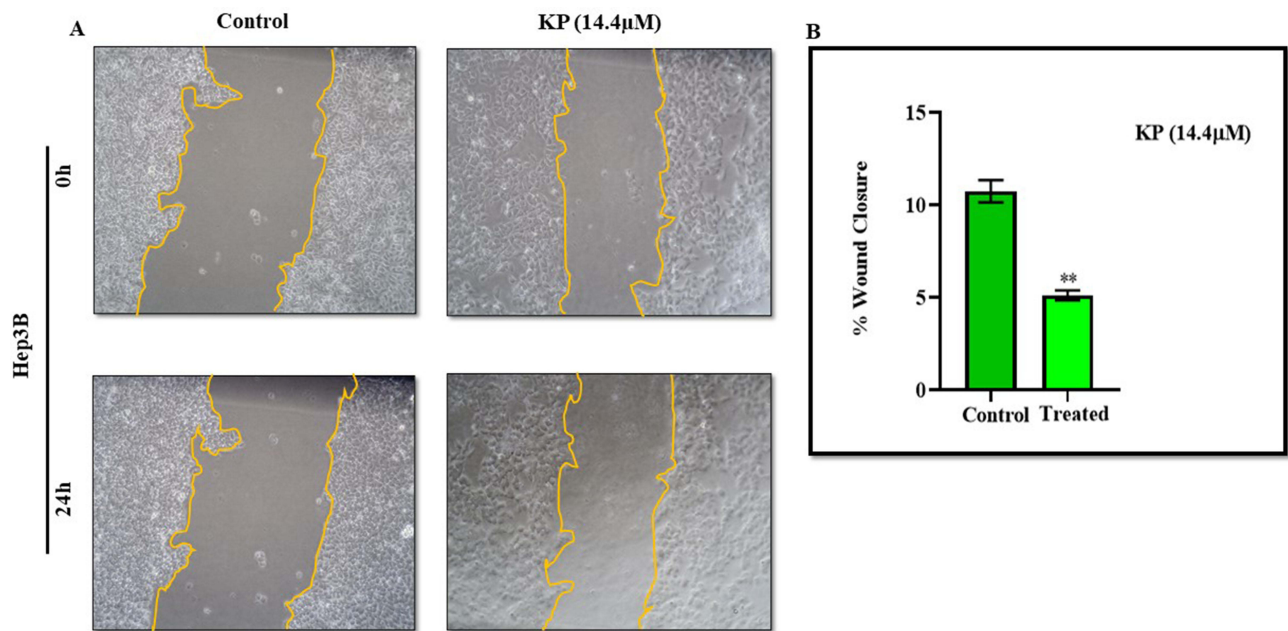 A
Control
KP (14.4μM)
Hep3B
0h
24h
B
15
10
5
0
% Wound Closure
KP (14.4μM)
**
Control
Treated